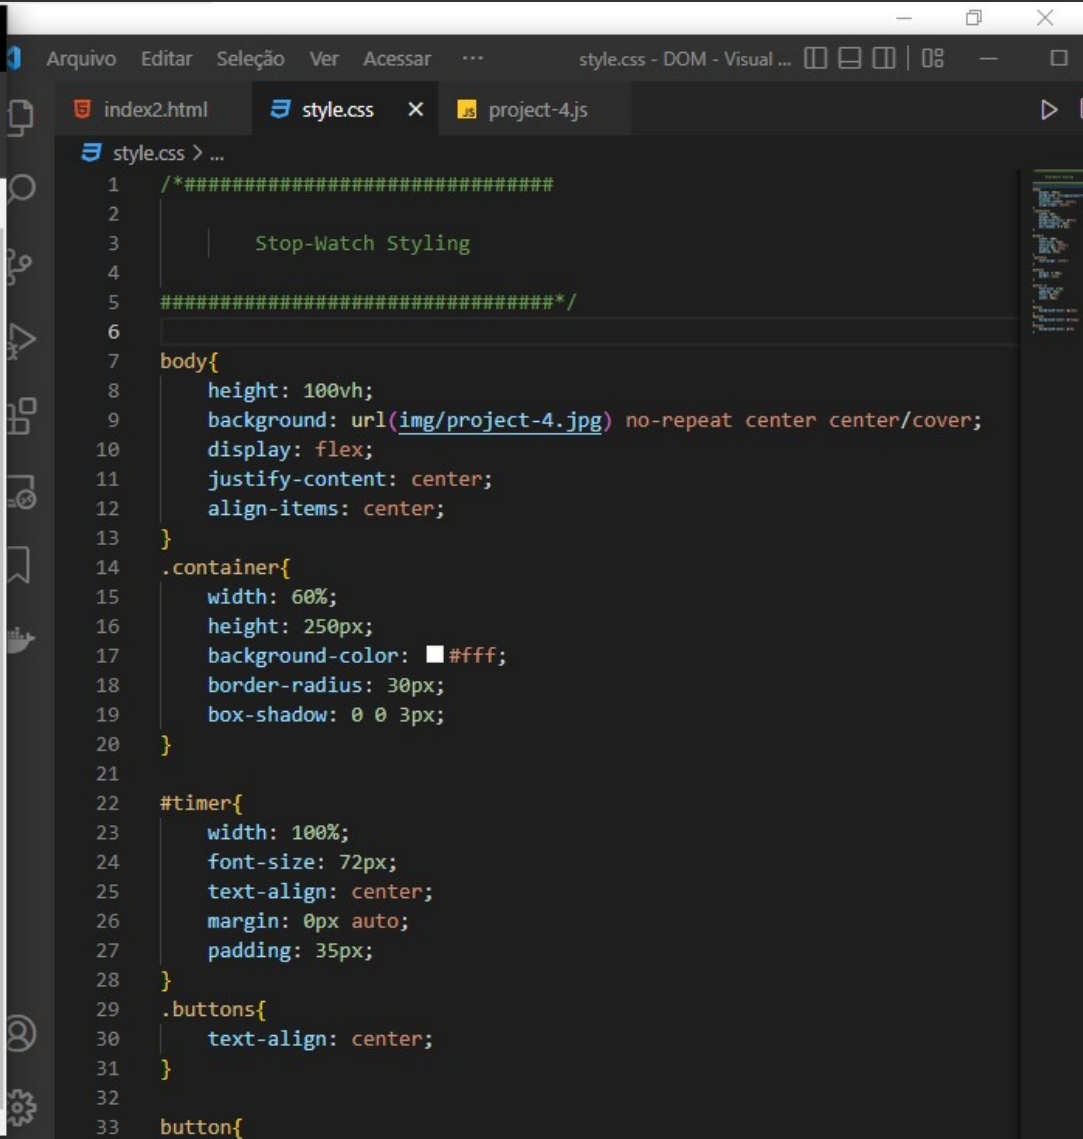 Arquivo Editar Seleção Ver Acessar ··· style.css - DOM - Visual ...
index2.html style.css project-4.js
style.css > ...
1 /*###############################
2
3 Stop-Watch Styling
4
5 #################################*/
6
7 body{
8 height: 100vh;
9 background: url(img/project-4.jpg) no-repeat center center/cover;
10 display: flex;
11 justify-content: center;
12 align-items: center;
13 }
14 .container{
15 width: 60%;
16 height: 250px;
17 background-color: #fff;
18 border-radius: 30px;
19 box-shadow: 0 0 3px;
20 }
21
22 #timer{
23 width: 100%;
24 font-size: 72px;
25 text-align: center;
26 margin: 0px auto;
27 padding: 35px;
28 }
29 .buttons{
30 text-align: center;
31 }
32
33 button{